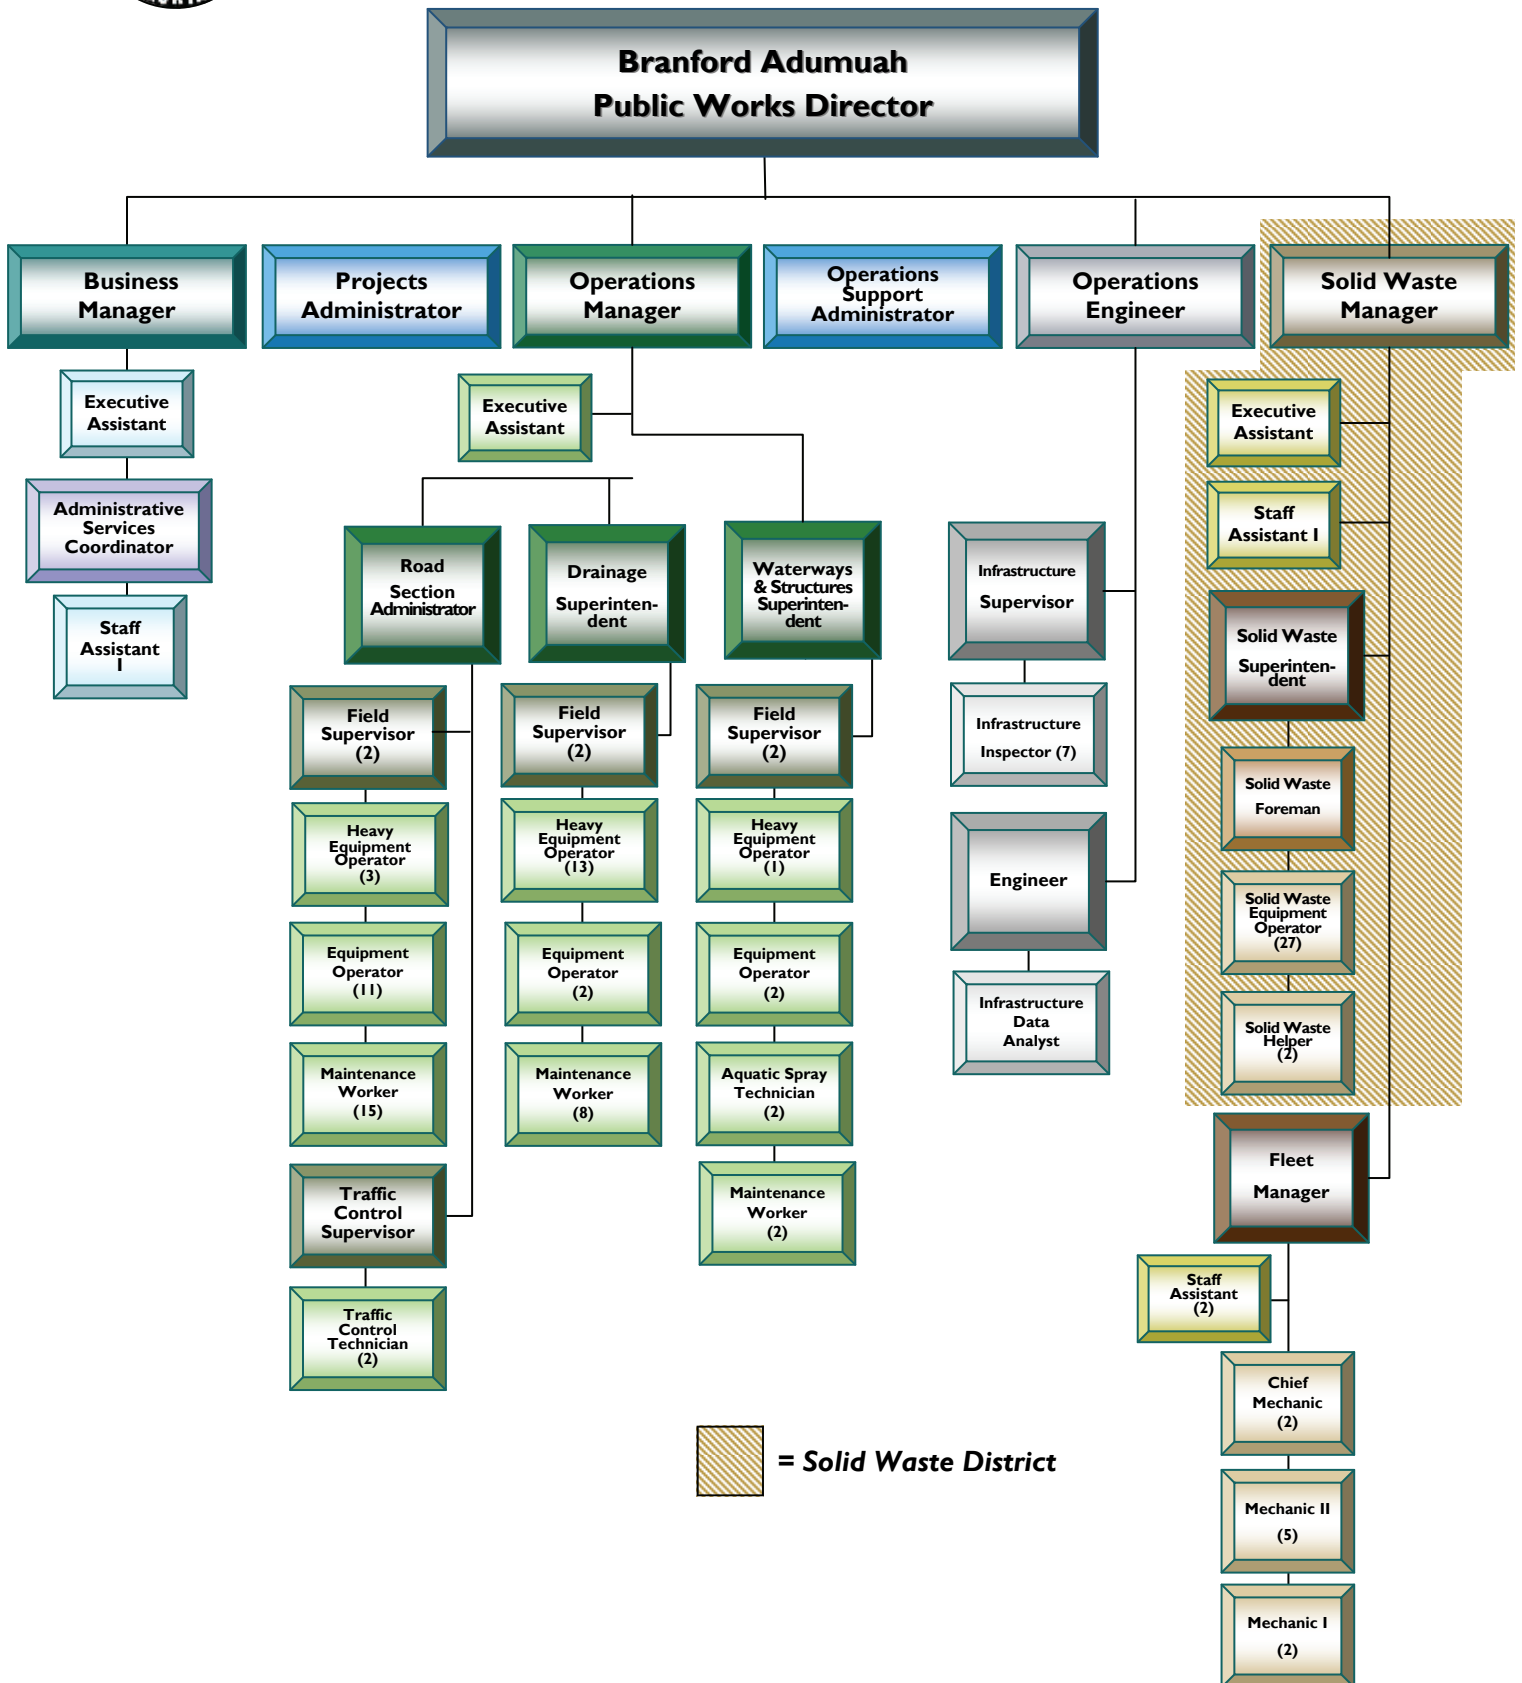 Branford Adumuah
Public Works Director
Business
Manager
Projects
Administrator
Operations
Manager
Operations
Support
Administrator
Operations
Engineer
Solid Waste
Manager
Executive
Assistant
Administrative
Services
Coordinator
Staff
Assistant
I
Executive
Assistant
Road
Section
Administrator
Drainage
Superinten-
dent
Waterways
& Structures
Superinten-
dent
Field
Supervisor
(2)
Heavy
Equipment
Operator
(3)
Equipment
Operator
(11)
Maintenance
Worker
(15)
Traffic
Control
Supervisor
Traffic
Control
Technician
(2)
Field
Supervisor
(2)
Heavy
Equipment
Operator
(13)
Equipment
Operator
(2)
Maintenance
Worker
(8)
Field
Supervisor
(2)
Heavy
Equipment
Operator
(1)
Equipment
Operator
(2)
Aquatic Spray
Technician
(2)
Maintenance
Worker
(2)
Infrastructure
Supervisor
Infrastructure
Inspector (7)
Engineer
Infrastructure
Data
Analyst
Executive
Assistant
Staff
Assistant I
Solid Waste
Superinten-
dent
Solid Waste
Foreman
Solid Waste
Equipment
Operator
(27)
Solid Waste
Helper
(2)
Fleet
Manager
Staff
Assistant
(2)
Chief
Mechanic
(2)
Mechanic II
(5)
Mechanic I
(2)
= Solid Waste District